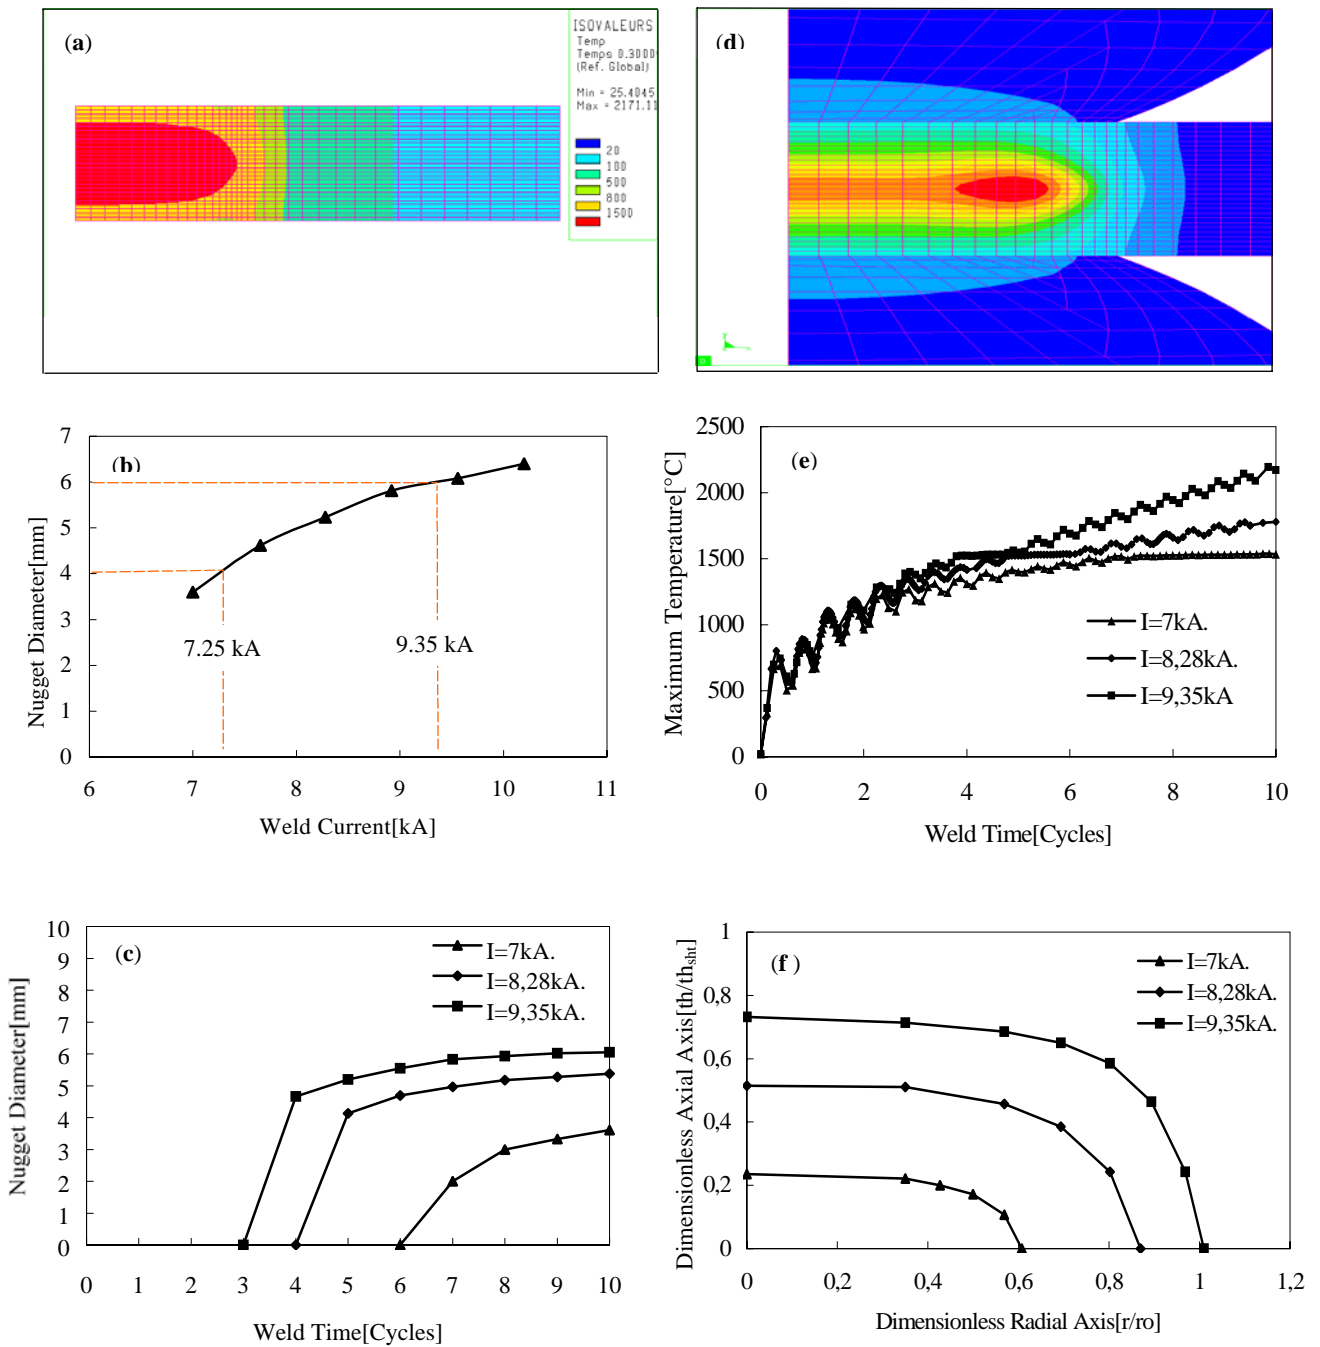 (a)
ISOVALEURS
Temp
Temps 0.3000
(Ref. Global)
Min = 25.4045
Max = 2171.11
20
100
500
800
1500
(d)
(b)
Nugget Diameter[mm]
7
6
5
4
3
2
1
0
7.25 kA
9.35 kA
6 7 8 9 10 11
Weld Current[kA]
(e)
Maximum Temperature[°C]
2500
2000
1500
1000
500
0
I=7kA.
I=8,28kA.
I=9,35kA
0 2 4 6 8 10
Weld Time[Cycles]
(c)
Nugget Diameter[mm]
10
9
8
7
6
5
4
3
2
1
0
I=7kA.
I=8,28kA.
I=9,35kA.
0 1 2 3 4 5 6 7 8 9 10
Weld Time[Cycles]
(f )
Dimensionless Axial Axis[th/th_sht]
1
0,8
0,6
0,4
0,2
0
I=7kA.
I=8,28kA.
I=9,35kA.
0 0,2 0,4 0,6 0,8 1 1,2
Dimensionless Radial Axis[r/ro]